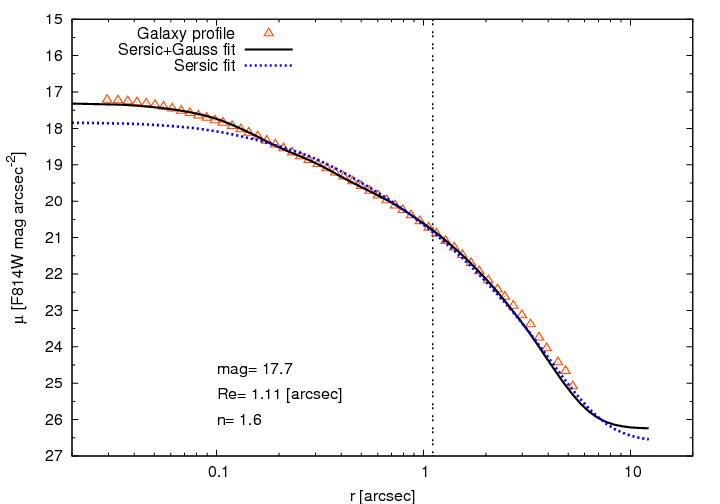 Galaxy profile
Sersic+Gauss fit
Sersic fit
15
16
17
18
19
20
21
22
23
24
25
26
27
μ [F814W mag arcsec-2]
mag= 17.7
Re= 1.11 [arcsec]
n= 1.6
0.1
1
10
r [arcsec]